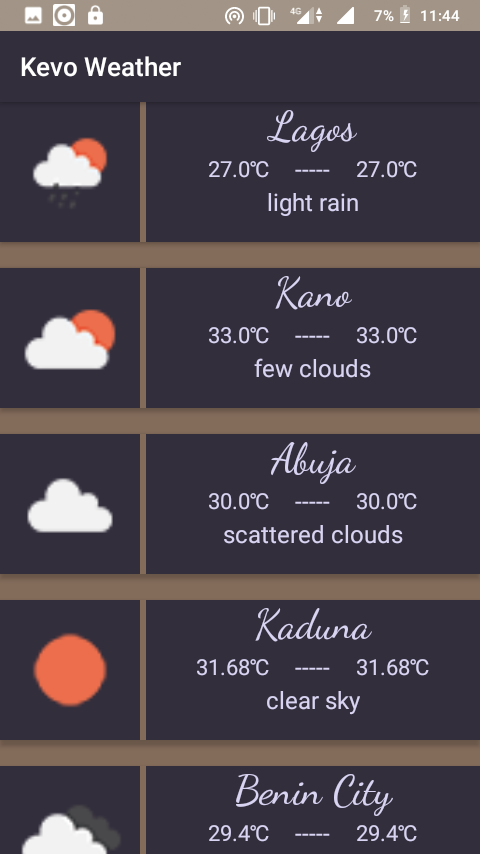 4G 7% 11:44
Kevo Weather
Lagos
27.0℃ ----- 27.0℃
light rain
Kano
33.0℃ ----- 33.0℃
few clouds
Abuja
30.0℃ ----- 30.0℃
scattered clouds
Kaduna
31.68℃ ----- 31.68℃
clear sky
Benin City
29.4℃ ----- 29.4℃